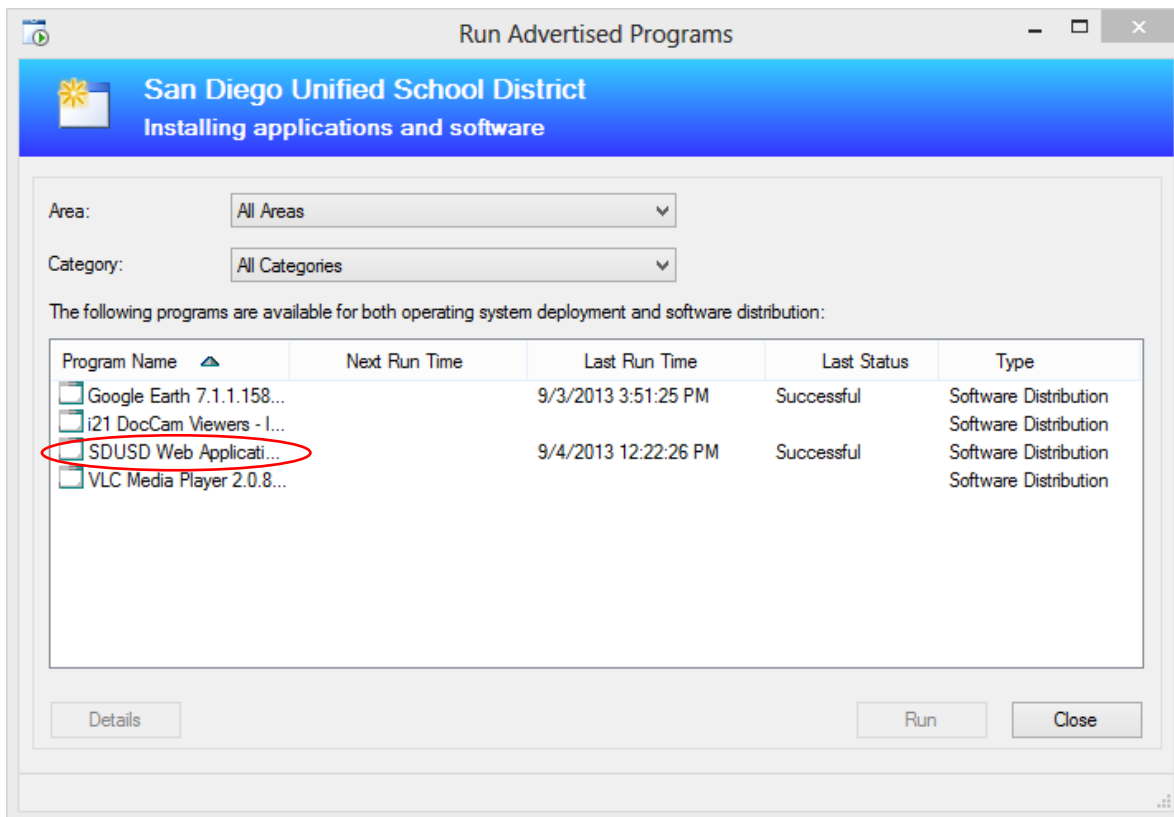 Run Advertised Programs
San Diego Unified School District
Installing applications and software
Area: All Areas
Category: All Categories
The following programs are available for both operating system deployment and software distribution:
Program Name Next Run Time Last Run Time Last Status Type
Google Earth 7.1.1.158... 9/3/2013 3:51:25 PM Successful Software Distribution
i21 DocCam Viewers - I... Software Distribution
SDUSD Web Applicati... 9/4/2013 12:22:26 PM Successful Software Distribution
VLC Media Player 2.0.8... Software Distribution
Details Run Close